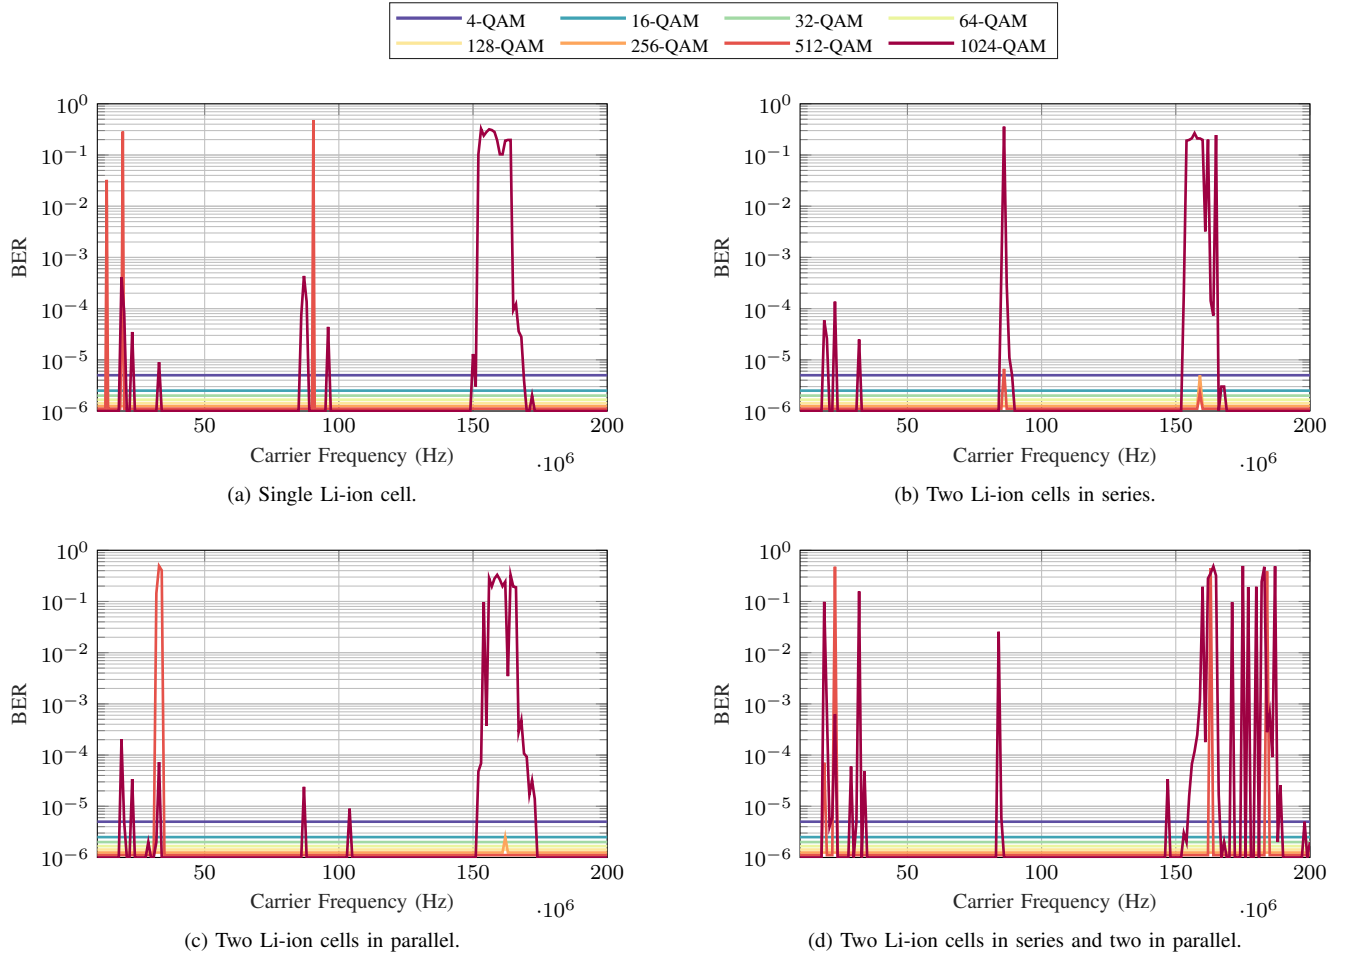 4-QAM 16-QAM 32-QAM 64-QAM
128-QAM 256-QAM 512-QAM 1024-QAM
10^0
10^−1
10^−2
10^−3
10^−4
10^−5
10^−6
BER
50 100 150 200
Carrier Frequency (Hz)
·10^6
(a) Single Li-ion cell.
10^0
10^−1
10^−2
10^−3
10^−4
10^−5
10^−6
BER
50 100 150 200
Carrier Frequency (Hz)
·10^6
(b) Two Li-ion cells in series.
10^0
10^−1
10^−2
10^−3
10^−4
10^−5
10^−6
BER
50 100 150 200
Carrier Frequency (Hz)
·10^6
(c) Two Li-ion cells in parallel.
10^0
10^−1
10^−2
10^−3
10^−4
10^−5
10^−6
BER
50 100 150 200
Carrier Frequency (Hz)
·10^6
(d) Two Li-ion cells in series and two in parallel.